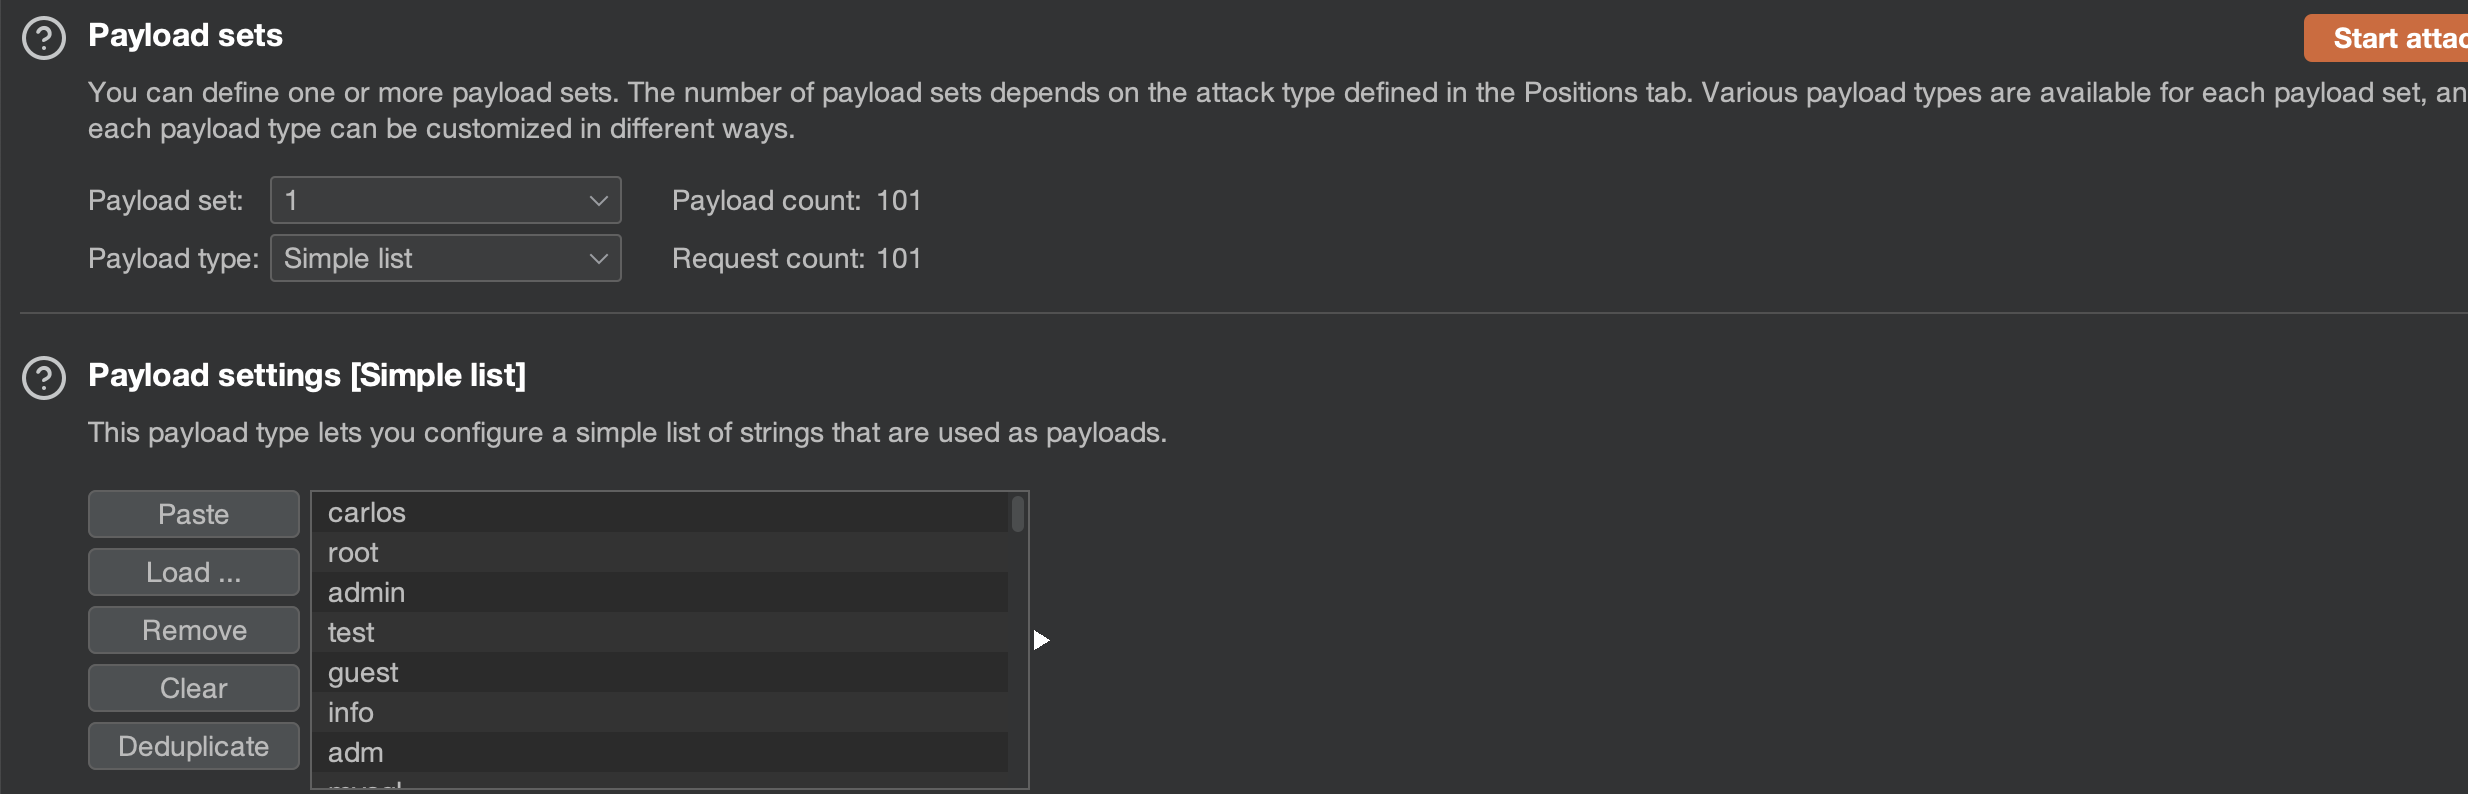 Payload sets
Start attac
You can define one or more payload sets. The number of payload sets depends on the attack type defined in the Positions tab. Various payload types are available for each payload set, an
each payload type can be customized in different ways.
Payload set: 1 Payload count: 101
Payload type: Simple list Request count: 101
Payload settings [Simple list]
This payload type lets you configure a simple list of strings that are used as payloads.
Paste
Load ...
Remove
Clear
Deduplicate
carlos
root
admin
test
guest
info
adm